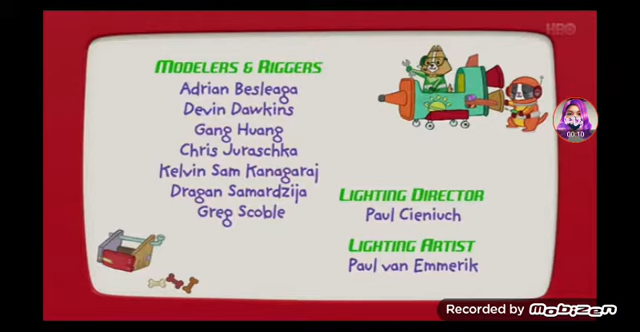 HBO
MODELERS & RIGGERS
Adrian Besleaga
Devin Dawkins
Gang Huang
Chris Juraschka
Kelvin Sam Kanagaraj
Dragan Samardzija
Greg Scoble
LIGHTING DIRECTOR
Paul Cieniuch
LIGHTING ARTIST
Paul van Emmerik
00:10
Recorded by mobizen